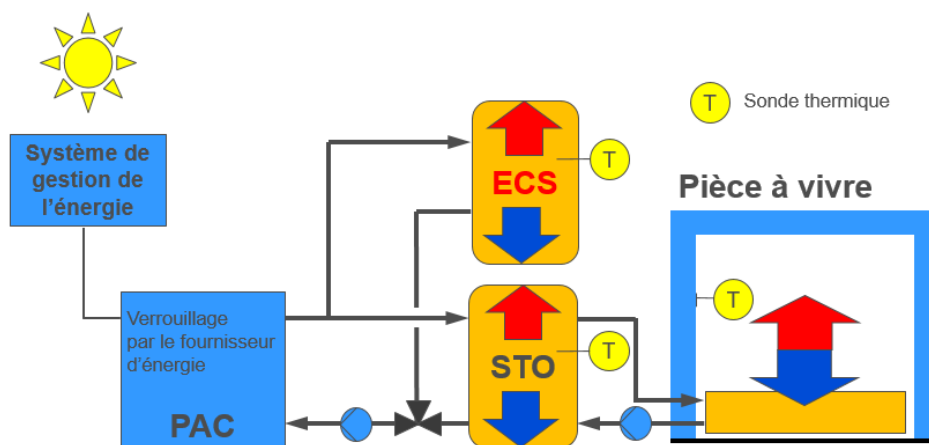 T
Sonde thermique
Système de
gestion de
l'énergie
ECS
T
Pièce à vivre
T
Verrouillage
par le fournisseur
d'énergie
PAC
STO
T